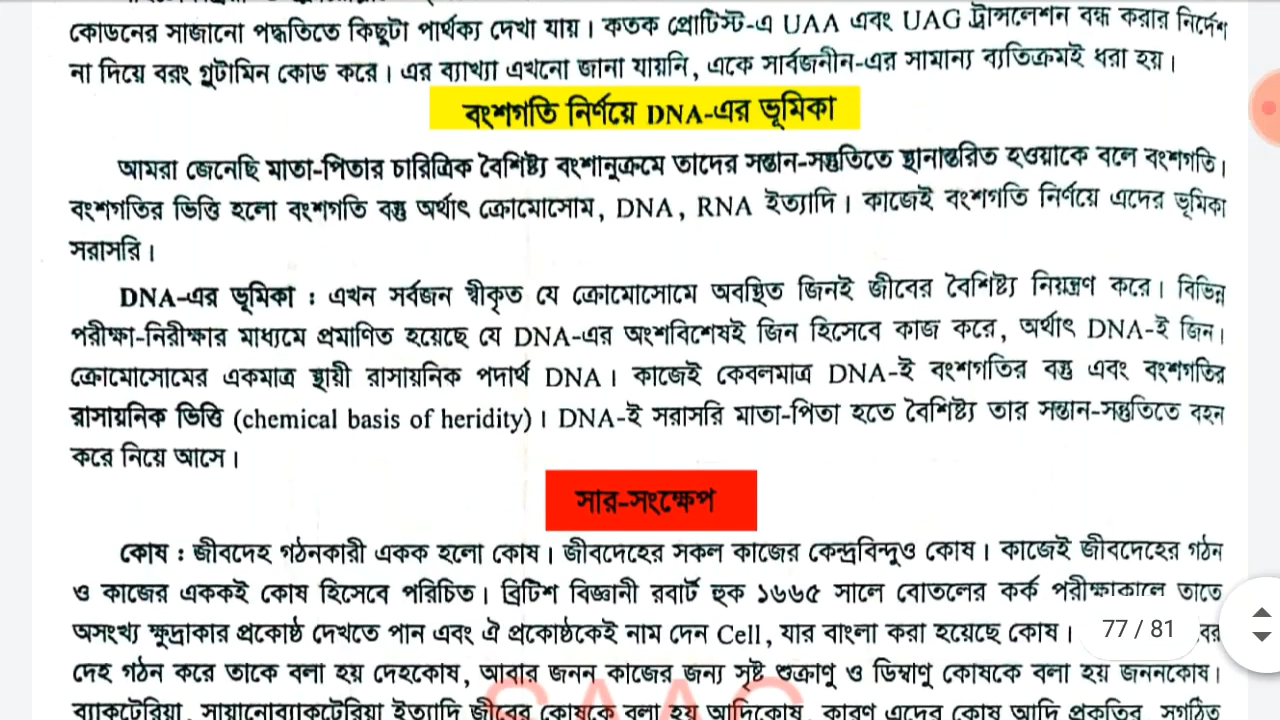 কোডনের সাজানো পদ্ধতিতে কিছুটা পার্থক্য দেখা যায়। কতক প্রোটিস্ট-এ UAA এবং UAG ট্রান্সলেশন বন্ধ করার নির্দেশ
না দিয়ে বরং গ্লুটামিন কোড করে। এর ব্যাখ্যা এখনো জানা যায়নি, একে সার্বজনীন-এর সামান্য ব্যতিক্রমই ধরা হয়।
বংশগতি নির্ণয়ে DNA-এর ভূমিকা
আমরা জেনেছি মাতা-পিতার চারিত্রিক বৈশিষ্ট্য বংশানুক্রমে তাদের সন্তান-সন্তুতিতে স্থানান্তরিত হওয়াকে বলে বংশগতি।
বংশগতির ভিত্তি হলো বংশগতি বস্তু অর্থাৎ ক্রোমোসোম, DNA, RNA ইত্যাদি। কাজেই বংশগতি নির্ণয়ে এদের ভূমিকা
সরাসরি।
DNA-এর ভূমিকা : এখন সর্বজন স্বীকৃত যে ক্রোমোসোমে অবস্থিত জিনই জীবের বৈশিষ্ট্য নিয়ন্ত্রণ করে। বিভিন্ন
পরীক্ষা-নিরীক্ষার মাধ্যমে প্রমাণিত হয়েছে যে DNA-এর অংশবিশেষই জিন হিসেবে কাজ করে, অর্থাৎ DNA-ই জিন।
ক্রোমোসোমের একমাত্র স্থায়ী রাসায়নিক পদার্থ DNA। কাজেই কেবলমাত্র DNA-ই বংশগতির বস্তু এবং বংশগতির
রাসায়নিক ভিত্তি (chemical basis of heridity)। DNA-ই সরাসরি মাতা-পিতা হতে বৈশিষ্ট্য তার সন্তান-সন্তুতিতে বহন
করে নিয়ে আসে।
সার-সংক্ষেপ
কোষ : জীবদেহ গঠনকারী একক হলো কোষ। জীবদেহের সকল কাজের কেন্দ্রবিন্দুও কোষ। কাজেই জীবদেহের গঠন
ও কাজের এককই কোষ হিসেবে পরিচিত। ব্রিটিশ বিজ্ঞানী রবার্ট হুক ১৬৬৫ সালে বোতলের কর্ক পরীক্ষাকালে তাতে
অসংখ্য ক্ষুদ্রাকার প্রকোষ্ঠ দেখতে পান এবং ঐ প্রকোষ্ঠকেই নাম দেন Cell, যার বাংলা করা হয়েছে কোষ।
77 / 81
দেহ গঠন করে তাকে বলা হয় দেহকোষ, আবার জনন কাজের জন্য সৃষ্ট শুক্রাণু ও ডিম্বাণু কোষকে বলা হয় জননকোষ।
ব্যাকটেরিয়া, সায়ানোব্যাকটেরিয়া ইত্যাদি জীবের কোষকে বলা হয় আদিকোষ, কারণ এদের কোষ আদি প্রকৃতির, সুগঠিত